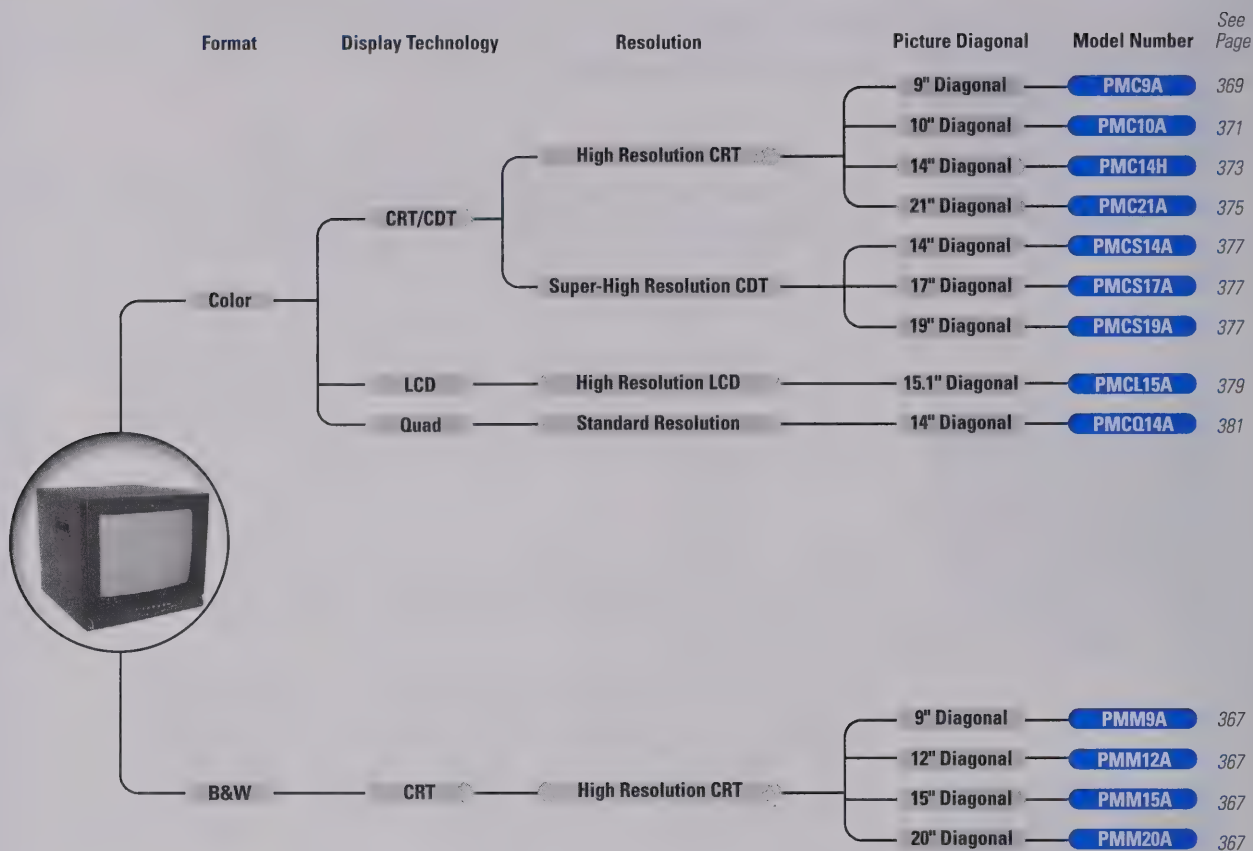 See
Format Display Technology Resolution Picture Diagonal Model Number Page
9" Diagonal PMC9A 369
10" Diagonal PMC10A 371
High Resolution CRT
14" Diagonal PMC14H 373
21" Diagonal PMC21A 375
CRT/CDT
14" Diagonal PMCS14A 377
Color Super-High Resolution CDT 17" Diagonal PMCS17A 377
19" Diagonal PMCS19A 377
LCD High Resolution LCD 15.1" Diagonal PMCL15A 379
Quad Standard Resolution 14" Diagonal PMCQ14A 381
9" Diagonal PMM9A 367
12" Diagonal PMM12A 367
B&W CRT High Resolution CRT
15" Diagonal PMM15A 367
20" Diagonal PMM20A 367